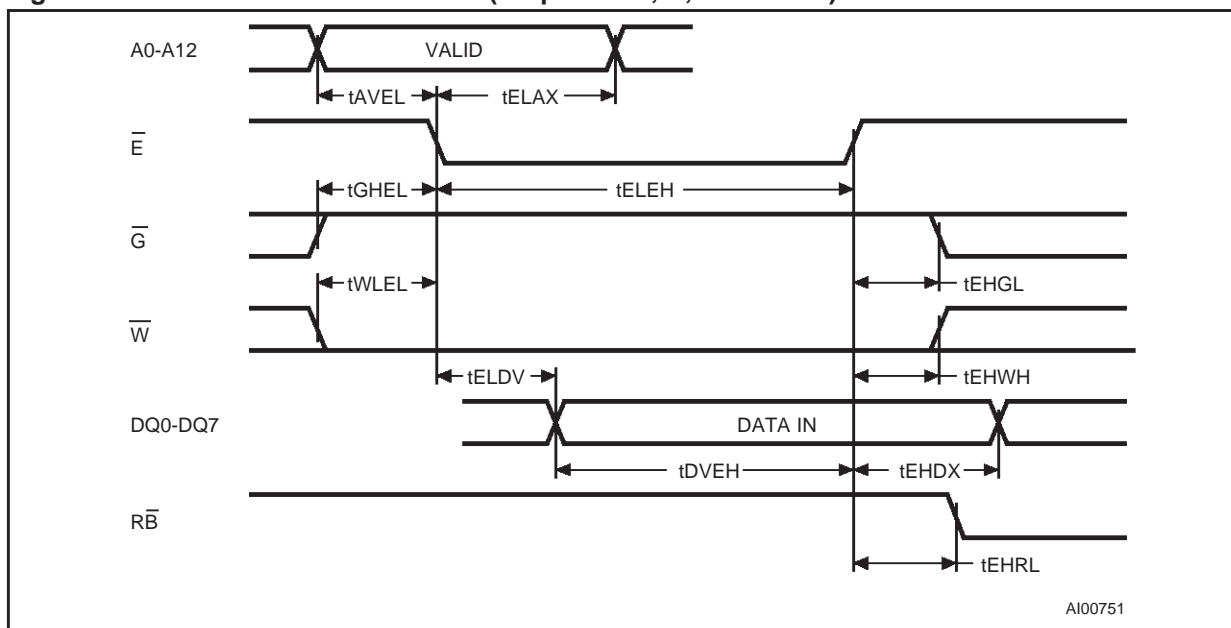 A0-A12
VALID
tAVEL
tELAX
E̅
tGHEL
tELEH
G̅
tWLEL
tEHGL
W̅
tELDV
tEHWH
DQ0-DQ7
DATA IN
tDVEH
tEHDX
RB̅
tEHRL
AI00751